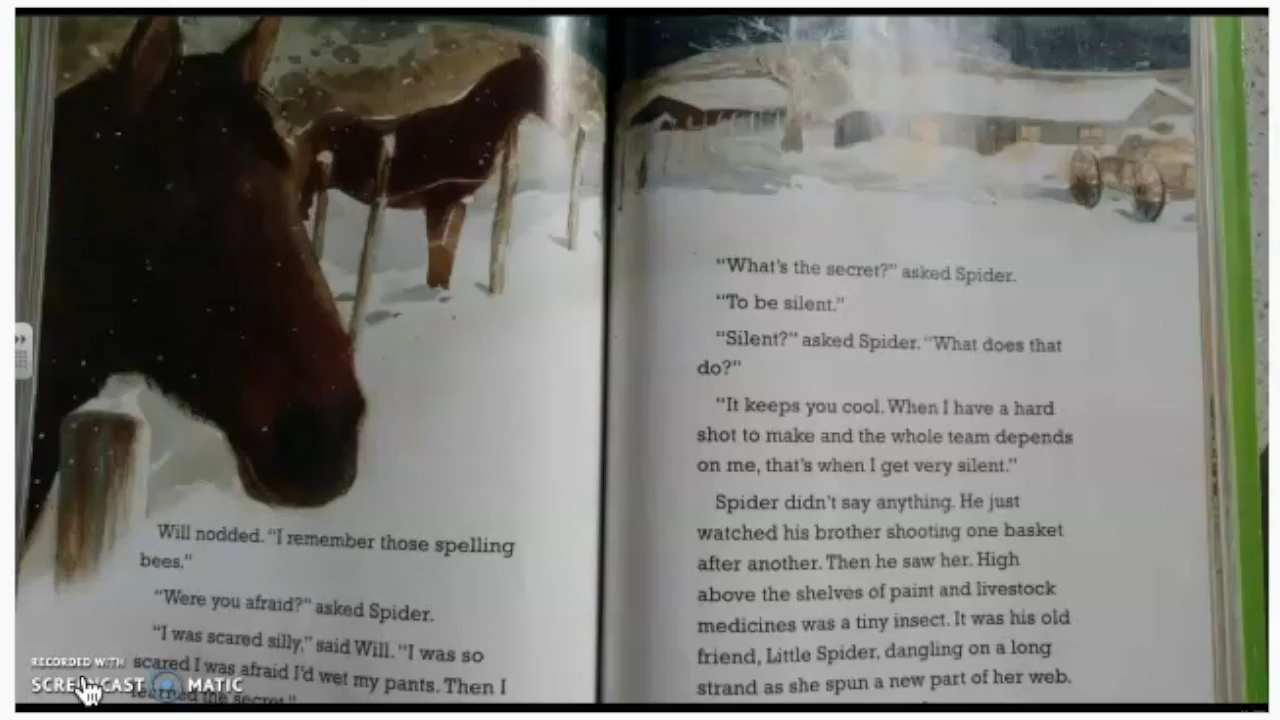 Will nodded. "I remember those spelling
bees."
"Were you afraid?" asked Spider.
"I was scared silly," said Will. "I was so
scared I was afraid I'd wet my pants. Then I
learned the secret."
RECORDED WITH
SCREENCAST MATIC
"What's the secret?" asked Spider.
"To be silent."
"Silent?" asked Spider. "What does that
do?"
"It keeps you cool. When I have a hard
shot to make and the whole team depends
on me, that's when I get very silent."
Spider didn't say anything. He just
watched his brother shooting one basket
after another. Then he saw her. High
above the shelves of paint and livestock
medicines was a tiny insect. It was his old
friend, Little Spider, dangling on a long
strand as she spun a new part of her web.